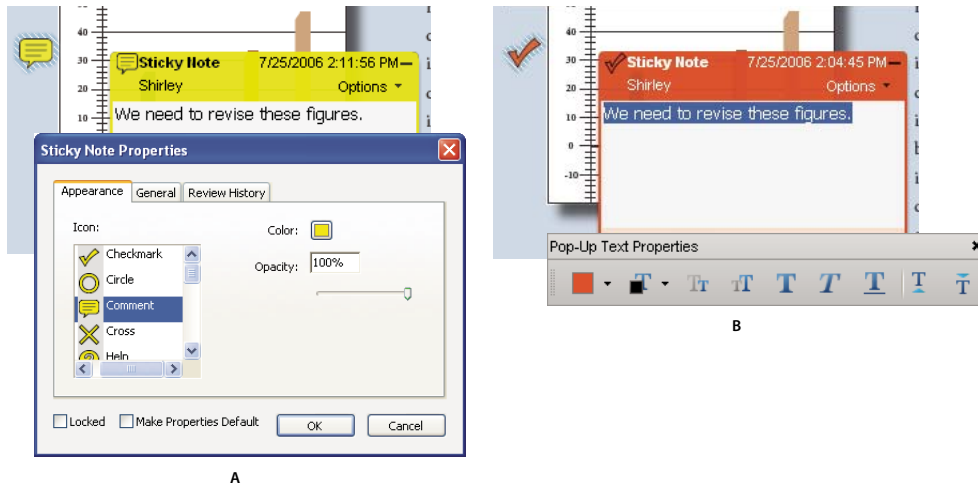 40
30
20
10
Sticky Note 7/25/2006 2:11:56 PM
Shirley Options
We need to revise these figures.
Sticky Note Properties
Appearance General Review History
Icon:
Checkmark
Circle
Comment
Cross
Help
Color:
Opacity: 100%
Locked Make Properties Default OK Cancel
A
40
30
20
10
0
-10
Sticky Note 7/25/2006 2:04:45 PM
Shirley Options
We need to revise these figures.
Pop-Up Text Properties
T TT TT T T T T T
B